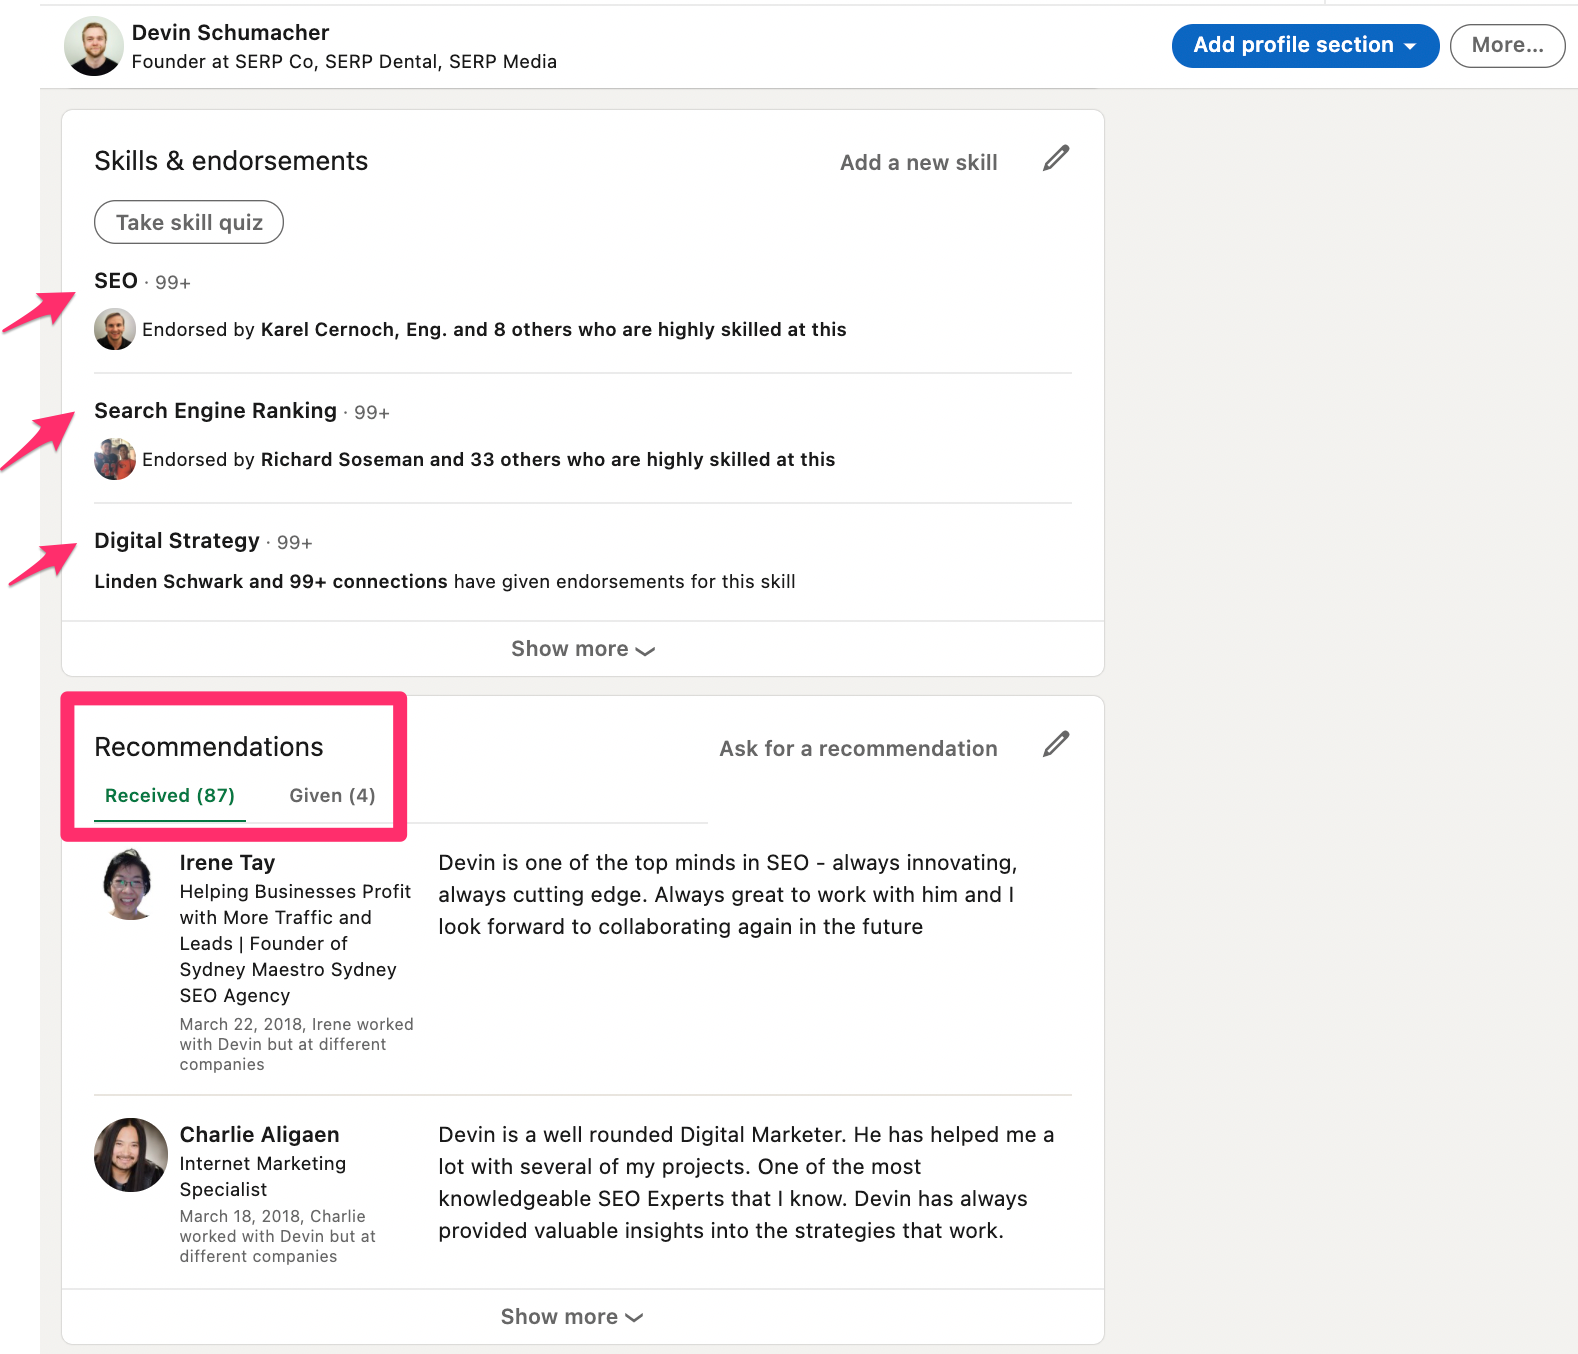 Devin Schumacher
Founder at SERP Co, SERP Dental, SERP Media
Add profile section
More...
Skills & endorsements
Add a new skill
Take skill quiz
SEO · 99+
Endorsed by Karel Cernoch, Eng. and 8 others who are highly skilled at this
Search Engine Ranking · 99+
Endorsed by Richard Soseman and 33 others who are highly skilled at this
Digital Strategy · 99+
Linden Schwark and 99+ connections have given endorsements for this skill
Show more
Recommendations
Ask for a recommendation
Received (87)
Given (4)
Irene Tay
Helping Businesses Profit
with More Traffic and
Leads | Founder of
Sydney Maestro Sydney
SEO Agency
March 22, 2018, Irene worked
with Devin but at different
companies
Devin is one of the top minds in SEO - always innovating,
always cutting edge. Always great to work with him and I
look forward to collaborating again in the future
Charlie Aligaen
Internet Marketing
Specialist
March 18, 2018, Charlie
worked with Devin but at
different companies
Devin is a well rounded Digital Marketer. He has helped me a
lot with several of my projects. One of the most
knowledgeable SEO Experts that I know. Devin has always
provided valuable insights into the strategies that work.
Show more